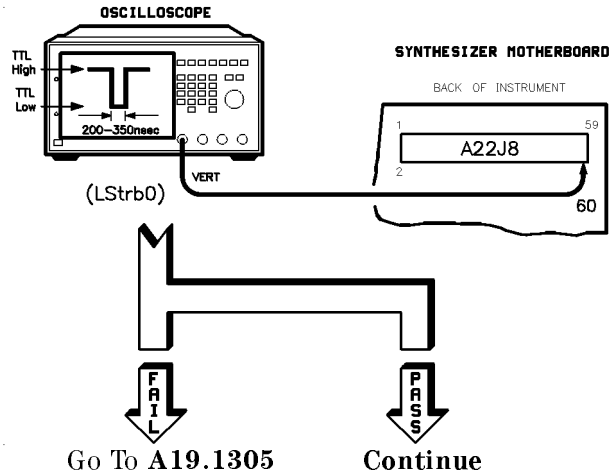 OSCILLOSCOPE
TTL
High
TTL
Low
200-350nsec
VERT
(LStrb0)
SYNTHESIZER MOTHERBOARD
BACK OF INSTRUMENT
1
59
A22J8
2
60
FAIL
PASS
Go To A19.1305
Continue